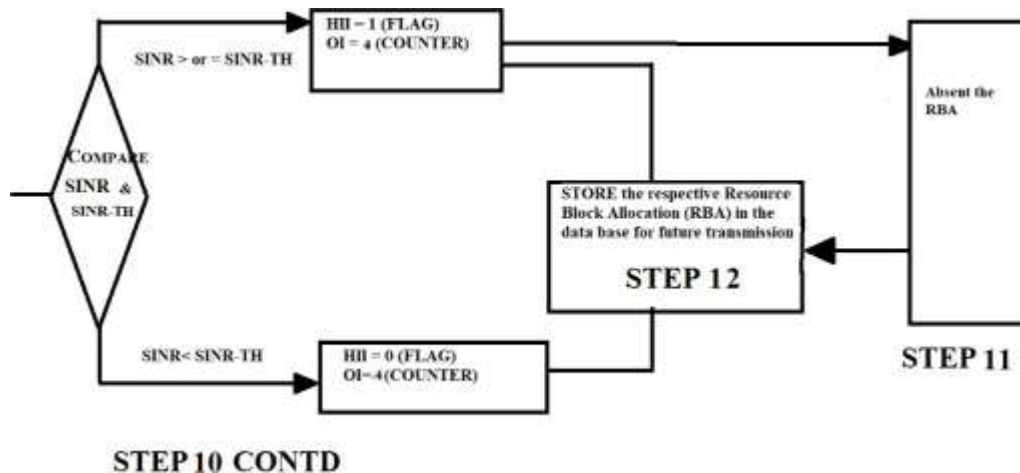 HII = 1 (FLAG)
OI = 4 (COUNTER)
SINR > or = SINR-TH
Absent the
RBA
COMPARE
SINR &
SINR-TH
STORE the respective Resource
Block Allocation (RBA) in the
data base for future transmission
STEP 12
SINR< SINR-TH
HII = 0 (FLAG)
OI=4 (COUNTER)
STEP 11
STEP 10 CONTD